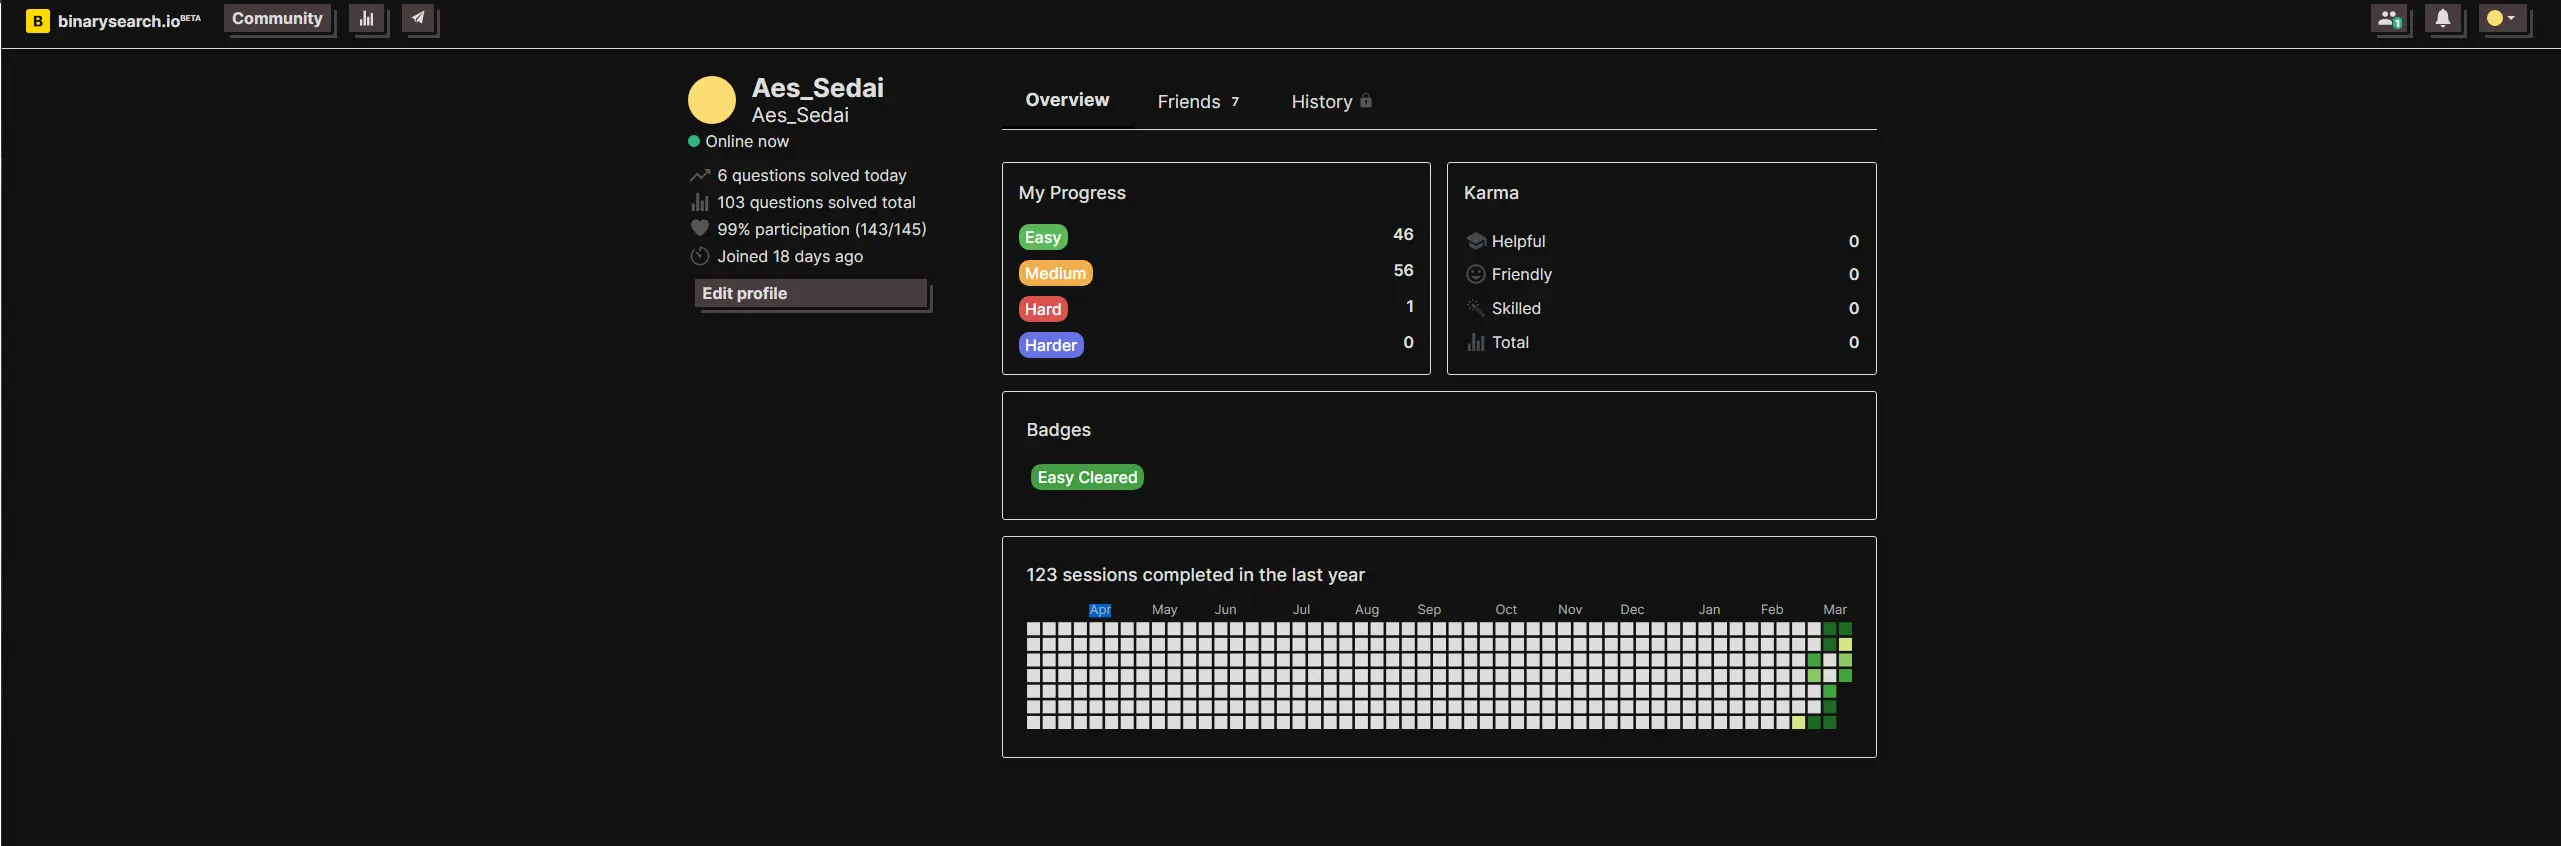 B binarysearch.ioBETA Community
1
Aes_Sedai
Aes_Sedai
Online now
6 questions solved today
103 questions solved total
99% participation (143/145)
Joined 18 days ago
Edit profile
Overview Friends 7 History
My Progress
Easy 46
Medium 56
Hard 1
Harder 0
Karma
Helpful 0
Friendly 0
Skilled 0
Total 0
Badges
Easy Cleared
123 sessions completed in the last year
Apr May Jun Jul Aug Sep Oct Nov Dec Jan Feb Mar